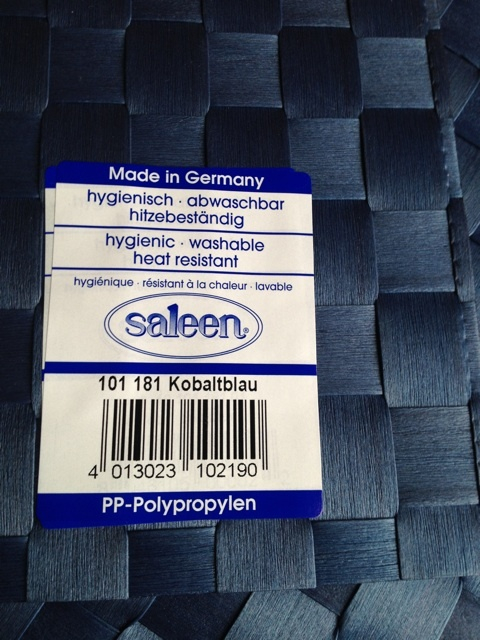 Made in Germany
hygienisch · abwaschbar
hitzebeständig
hygienic · washable
heat resistant
hygiénique · résistant à la chaleur · lavable
saleen®
101 181 Kobaltblau
4 013023 102190
PP-Polypropylen